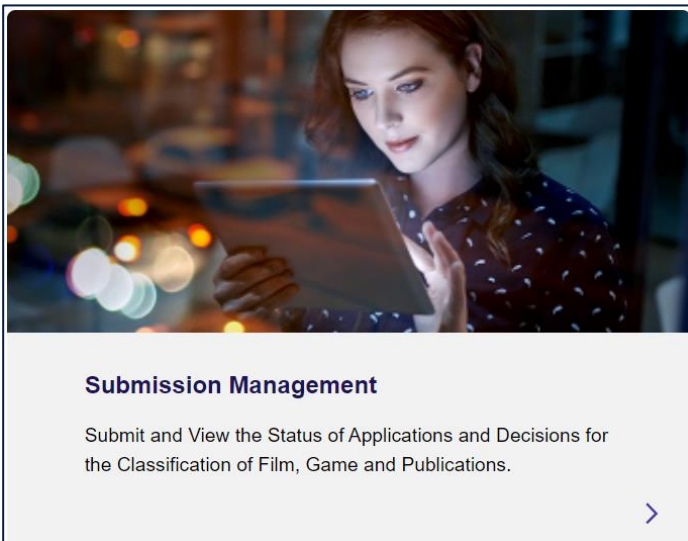 Submission Management
Submit and View the Status of Applications and Decisions for
the Classification of Film, Game and Publications.